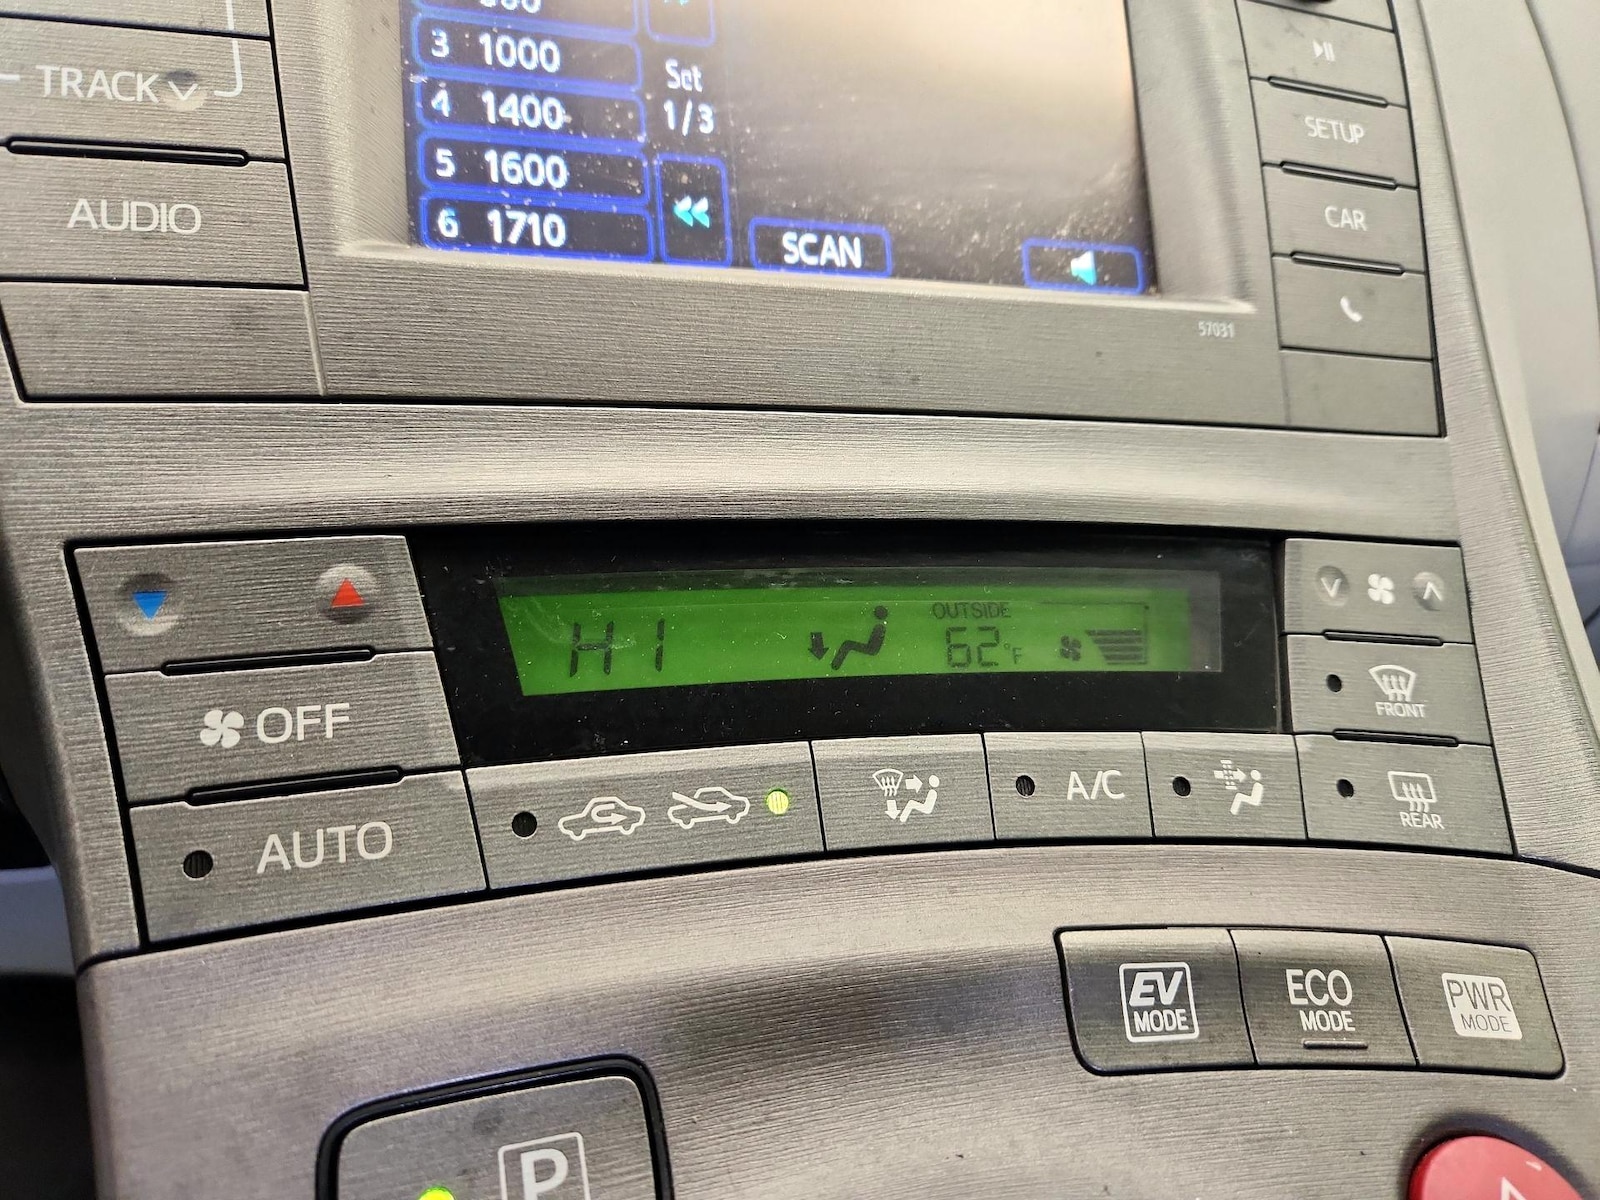 3 1000
4 1400
5 1600
6 1710
Set
1/3
SCAN
TRACK
AUDIO
SETUP
CAR
57031
HI
OUTSIDE
62°F
OFF
AUTO
A/C
FRONT
REAR
EV
MODE
ECO
MODE
PWR
MODE
P